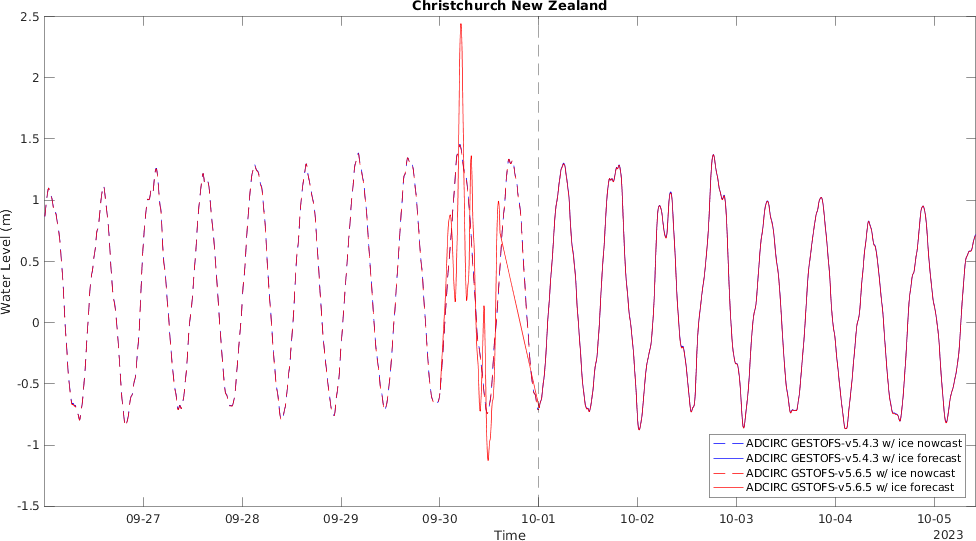 Christchurch New Zealand
2.5
2
1.5
1
0.5
0
-0.5
-1
-1.5
Water Level (m)
ADCIRC GESTOFS-v5.4.3 w/ ice nowcast
ADCIRC GESTOFS-v5.4.3 w/ ice forecast
ADCIRC GSTOFS-v5.6.5 w/ ice nowcast
ADCIRC GSTOFS-v5.6.5 w/ ice forecast
09-27 09-28 09-29 09-30 10-01 10-02 10-03 10-04 10-05
Time 2023